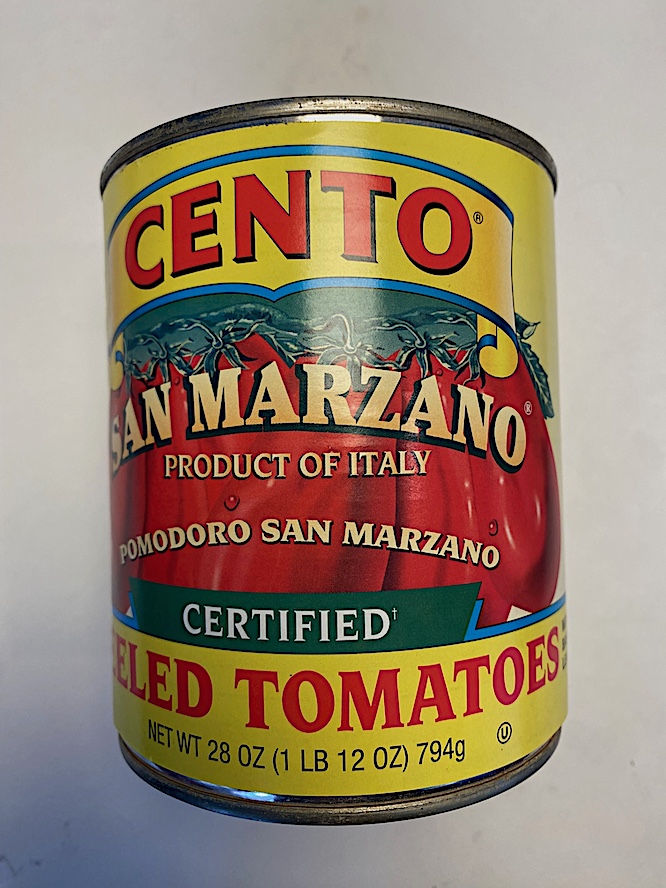 CENTO®
SAN MARZANO®
PRODUCT OF ITALY
POMODORO SAN MARZANO
CERTIFIED†
ELED TOMATOES
NET WT 28 OZ (1 LB 12 OZ) 794g
U